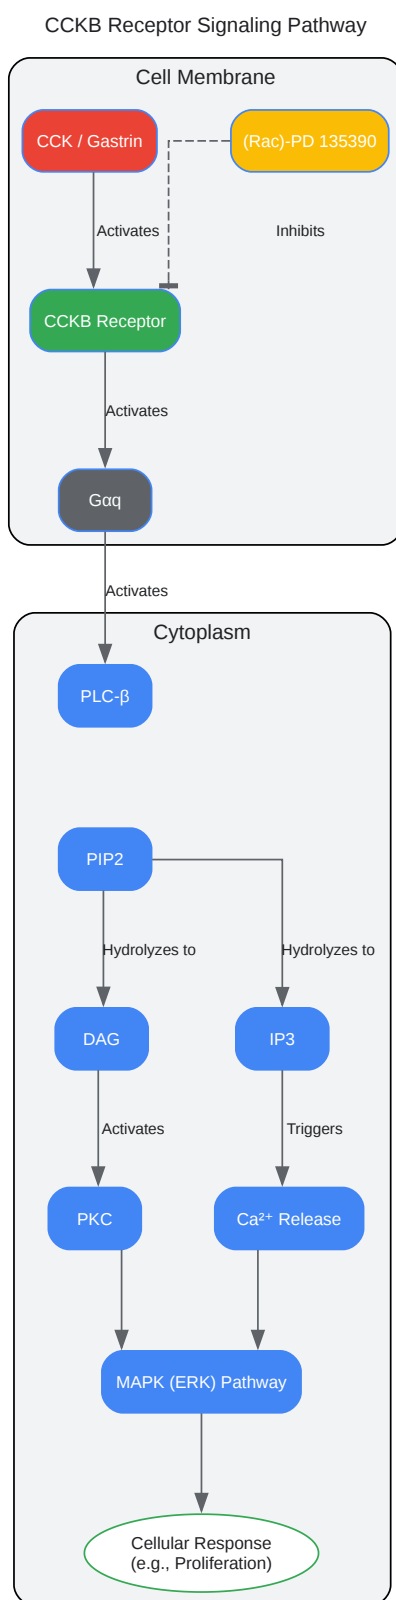 CCKB Receptor Signaling Pathway
Cell Membrane
CCK / Gastrin
(Rac)-PD 135390
Activates
Inhibits
CCKB Receptor
Activates
Gαq
Activates
Cytoplasm
PLC-β
PIP2
Hydrolyzes to
Hydrolyzes to
DAG
IP3
Activates
Triggers
PKC
Ca²⁺ Release
MAPK (ERK) Pathway
Cellular Response
(e.g., Proliferation)